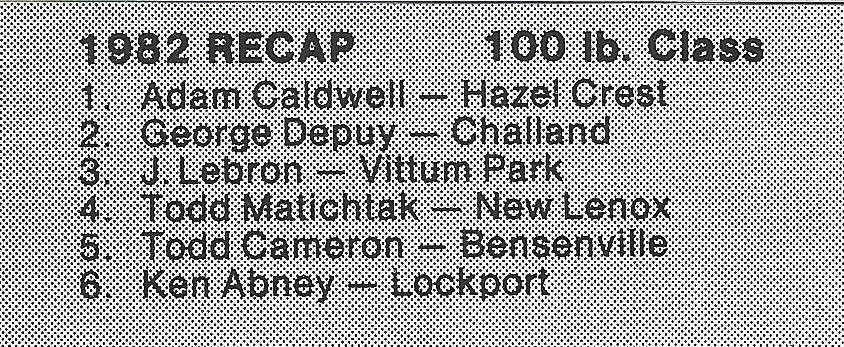 1982 RECAP 100 lb. Class
1. Adam Caldwell — Hazel Crest
2. George Depuy — Challand
3. J Lebron — Vittum Park
4. Todd Matichiak — New Lenox
5. Todd Cameron — Bensenville
6. Ken Abney — Lockport